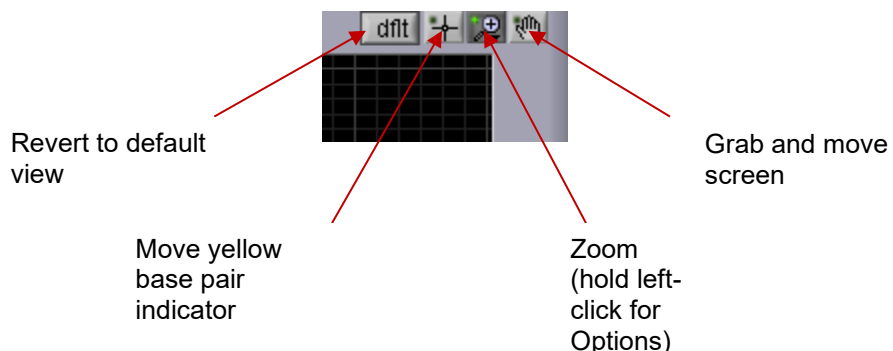 dflt
Revert to default
view
Grab and move
screen
Move yellow
base pair
indicator
Zoom
(hold left-
click for
Options)